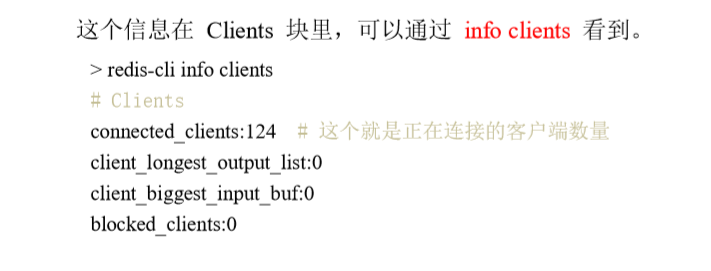 这个信息在 Clients 块里，可以通过 info clients 看到。
> redis-cli info clients
# Clients
connected_clients:124 # 这个就是正在连接的客户端数量
client_longest_output_list:0
client_biggest_input_buf:0
blocked_clients:0